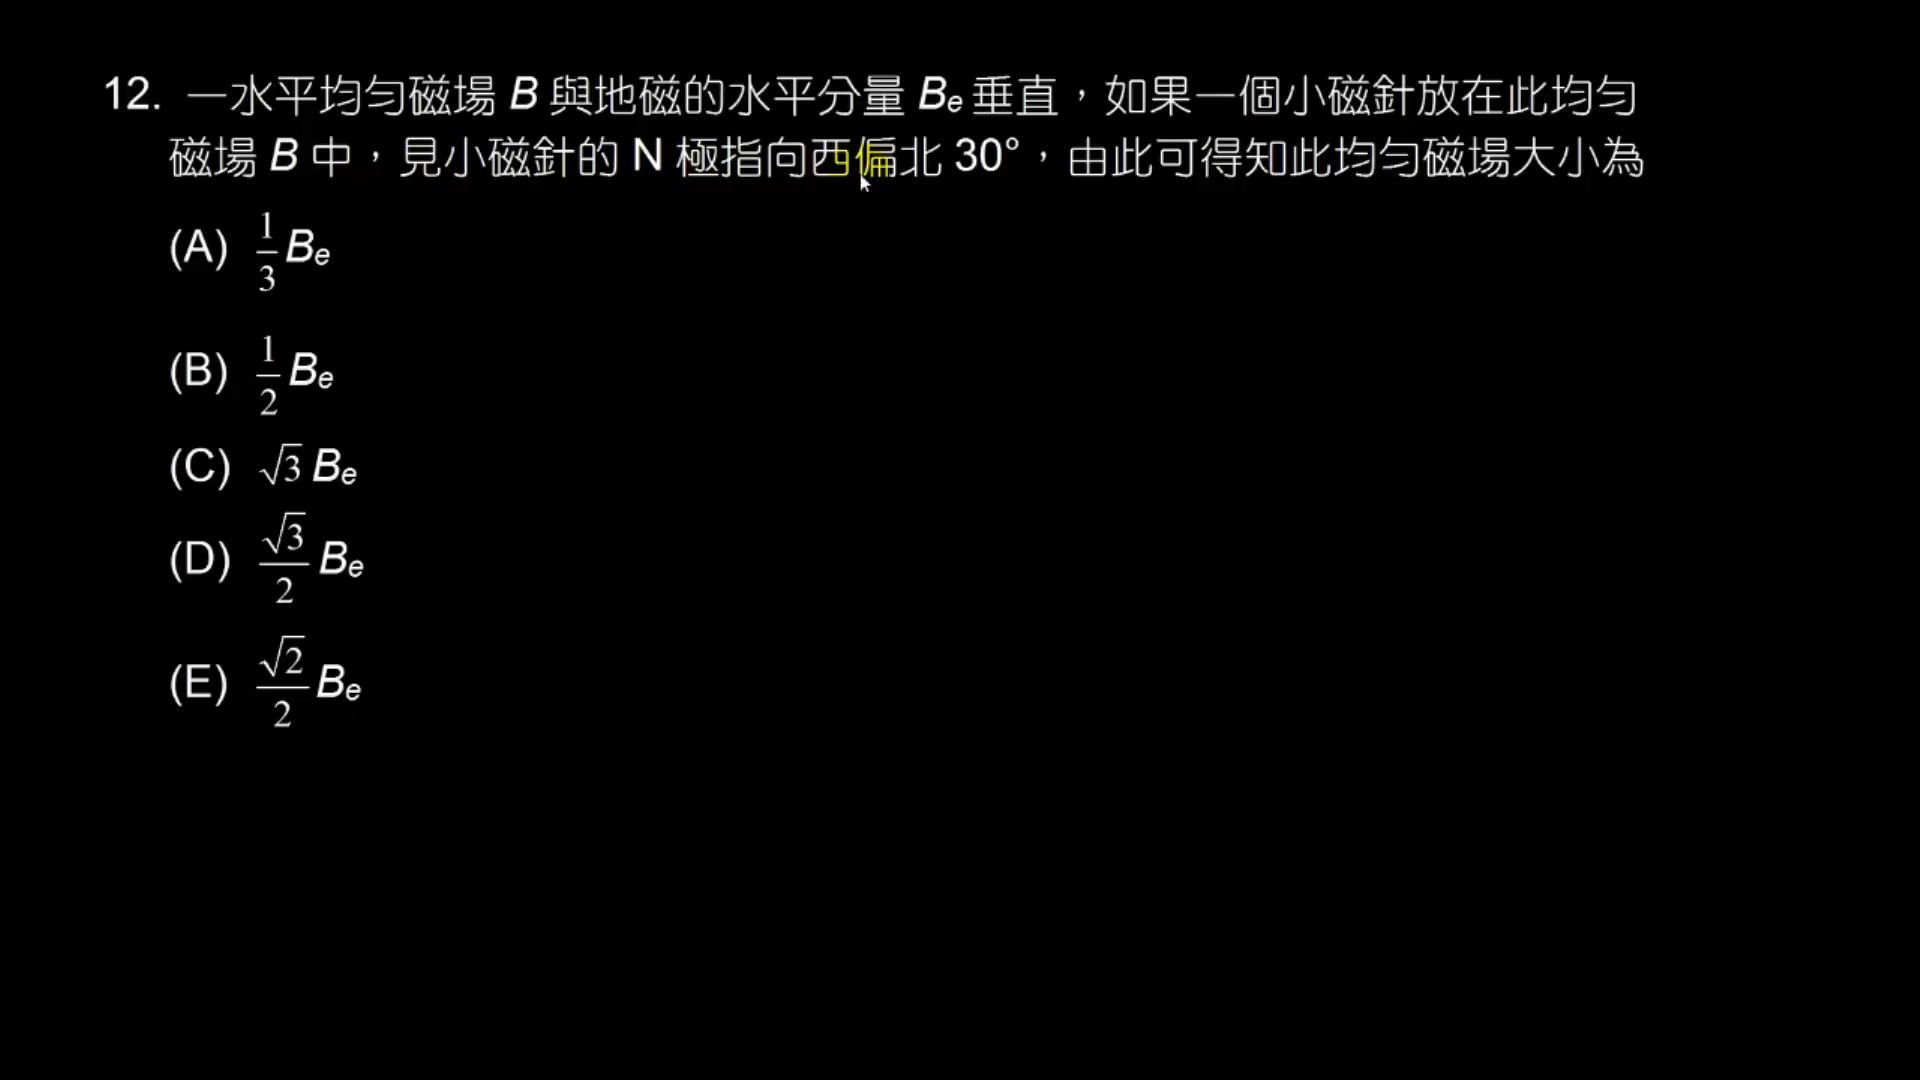 12. 一水平均勻磁場 B 與地磁的水平分量 Be 垂直，如果一個小磁針放在此均勻
磁場 B 中，見小磁針的 N 極指向西偏北 30°，由此可得知此均勻磁場大小為
(A) 1/3 Be
(B) 1/2 Be
(C) √3 Be
(D) √3/2 Be
(E) √2/2 Be